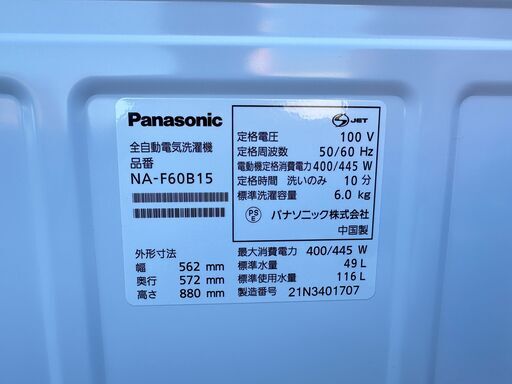 Panasonic
全自動電気洗濯機
品番
NA-F60B15
外形寸法
幅 562 mm
奥行 572 mm
高さ 880 mm
S JET
定格電圧 100 V
定格周波数 50/60 Hz
電動機定格消費電力 400/445 W
定格時間 洗いのみ 10 分
標準洗濯容量 6.0 kg
PS E パナソニック株式会社
中国製
最大消費電力 400/445 W
標準水量 49 L
標準使用水量 116 L
製造番号 21N3401707